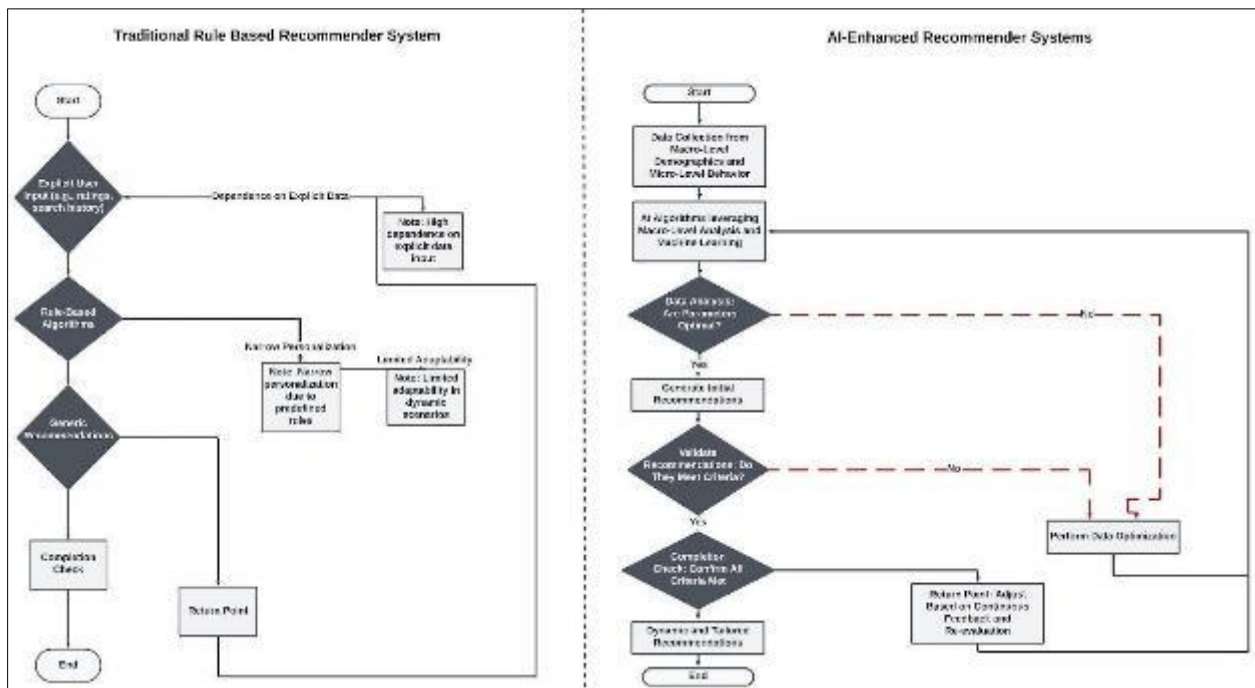 Traditional Rule Based Recommender System
Start
Explicit User
Input (e.g., ratings,
search history)
Dependence on Explicit Data
Note: High
dependence on
explicit data
input
Rule-Based
Algorithms
Narrow Personalization
Note: Narrow
personalization
due to
predefined
rules
Limited Adaptability
Note: Limited
adaptability in
dynamic
scenarios
Generic
Recommendations
Completion
Check
Return Point
End
AI-Enhanced Recommender Systems
Start
Data Collection from
Macro-Level
Demographics and
Micro-Level Behavior
AI Algorithms leveraging
Macro-Level Analysis and
Machine Learning
Data Analysis:
Are Parameters
Optimal?
No
Yes
Generate Initial
Recommendations
Validate
Recommendations: Do
They Meet Criteria?
No
Yes
Perform Data Optimization
Completion
Check: Confirm All
Criteria Met
Return Point: Adjust
Based on Continuous
Feedback and
Re-evaluation
Dynamic and Tailored
Recommendations
End